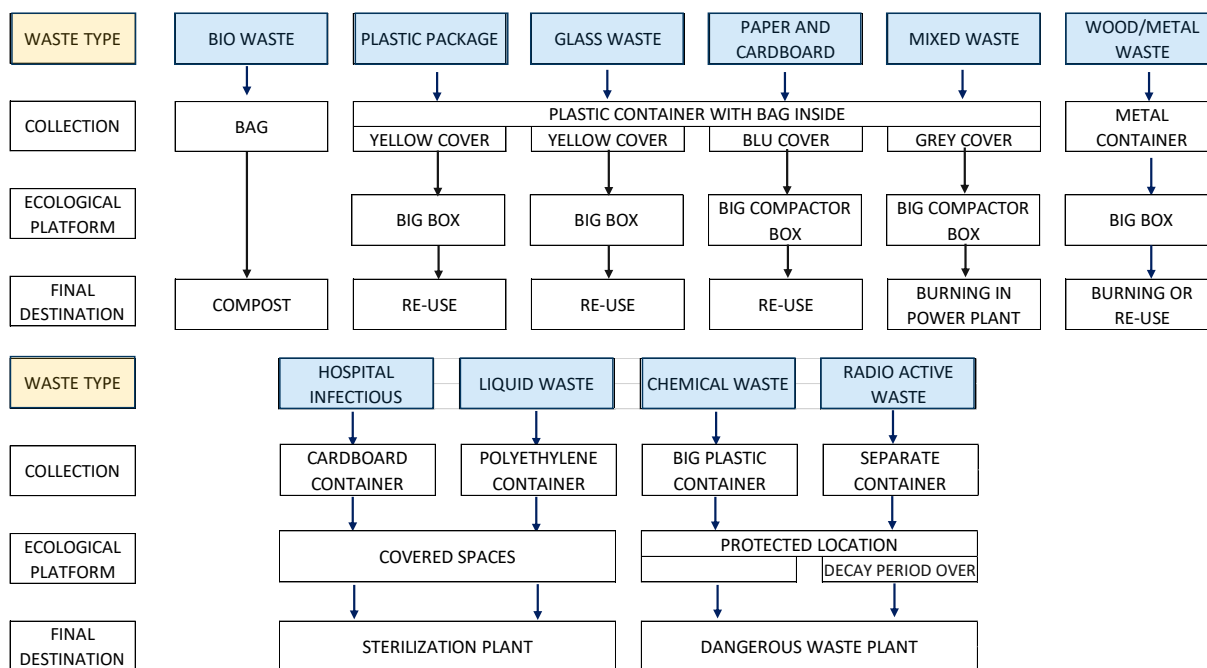 WASTE TYPE
BIO WASTE
PLASTIC PACKAGE
GLASS WASTE
PAPER AND
CARDBOARD
MIXED WASTE
WOOD/METAL
WASTE
COLLECTION
BAG
PLASTIC CONTAINER WITH BAG INSIDE
YELLOW COVER
YELLOW COVER
BLU COVER
GREY COVER
METAL
CONTAINER
ECOLOGICAL
PLATFORM
BIG BOX
BIG BOX
BIG COMPACTOR
BOX
BIG COMPACTOR
BOX
BIG BOX
FINAL
DESTINATION
COMPOST
RE-USE
RE-USE
RE-USE
BURNING IN
POWER PLANT
BURNING OR
RE-USE
WASTE TYPE
HOSPITAL
INFECTIOUS
LIQUID WASTE
CHEMICAL WASTE
RADIO ACTIVE
WASTE
COLLECTION
CARDBOARD
CONTAINER
POLYETHYLENE
CONTAINER
BIG PLASTIC
CONTAINER
SEPARATE
CONTAINER
ECOLOGICAL
PLATFORM
COVERED SPACES
PROTECTED LOCATION
DECAY PERIOD OVER
FINAL
DESTINATION
STERILIZATION PLANT
DANGEROUS WASTE PLANT